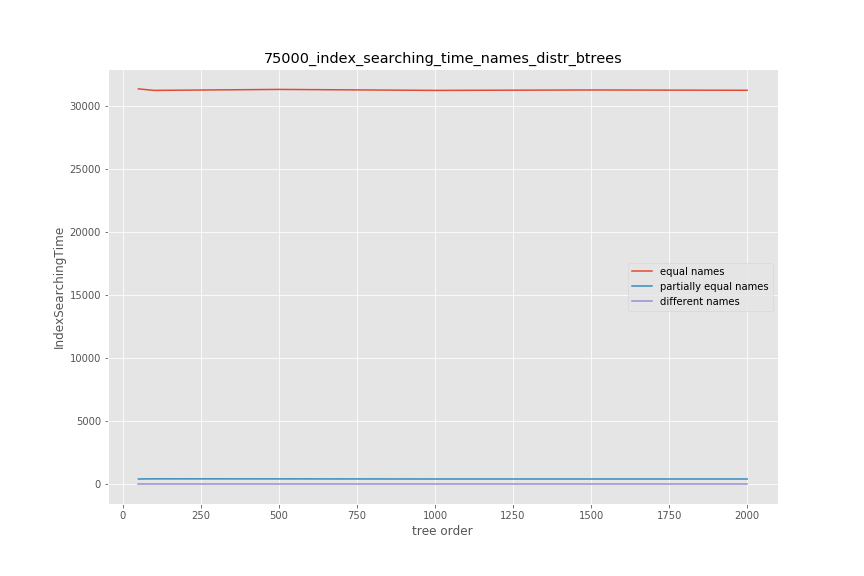 75000_index_searching_time_names_distr_btrees
30000
25000
20000
15000
10000
5000
0
IndexSearchingTime
equal names
partially equal names
different names
0 250 500 750 1000 1250 1500 1750 2000
tree order